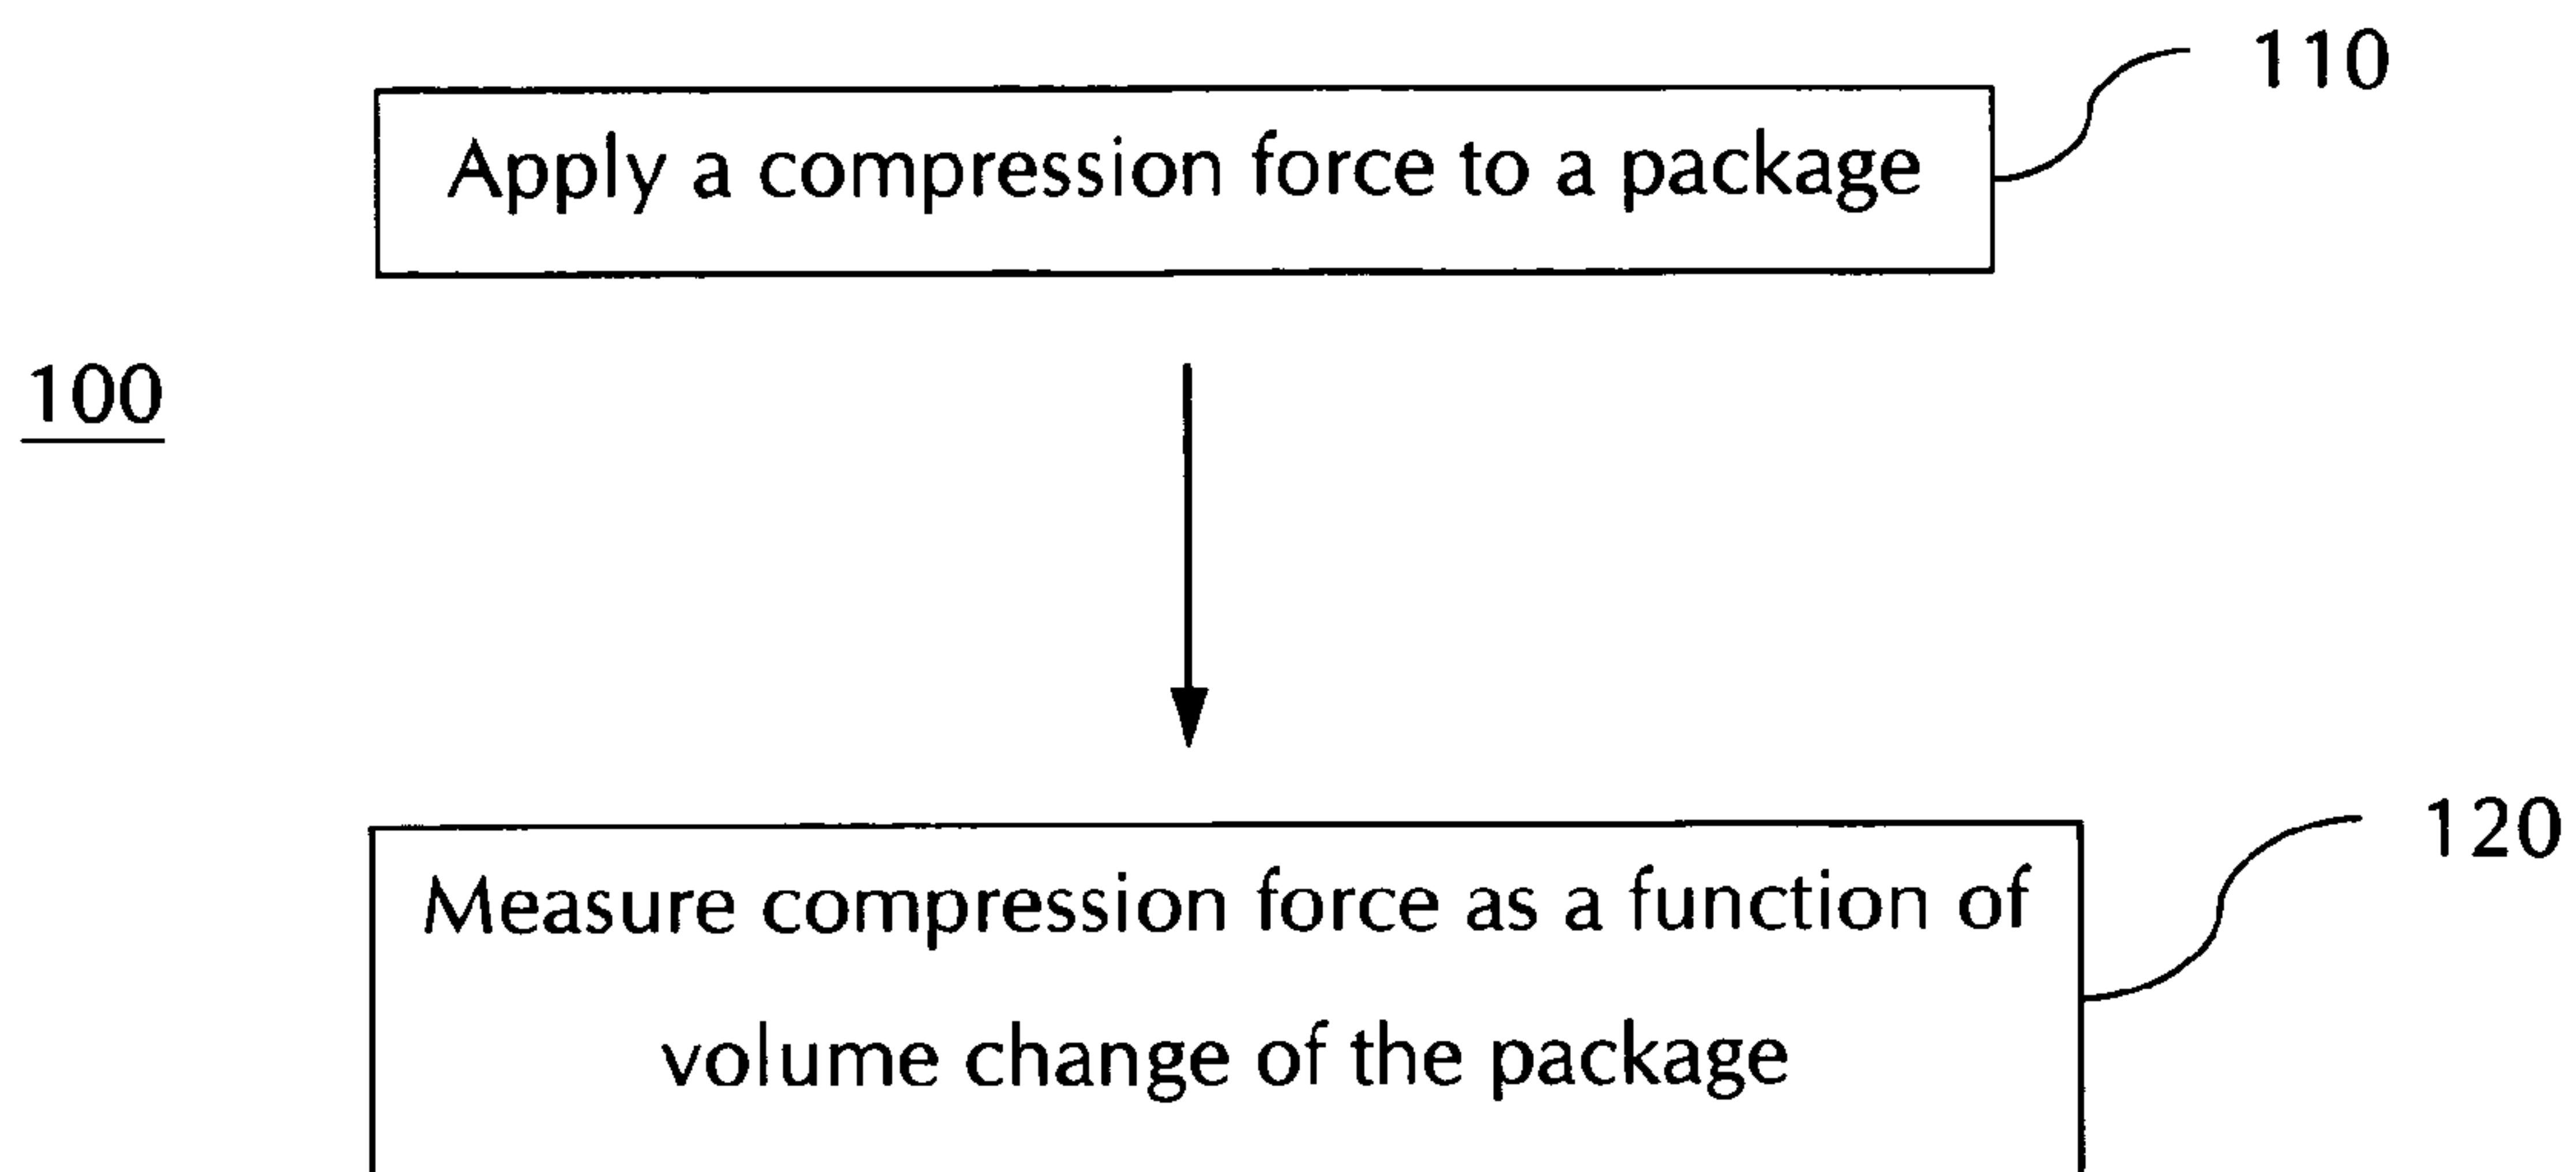 110
Apply a compression force to a package
100
120
Measure compression force as a function of
volume change of the package